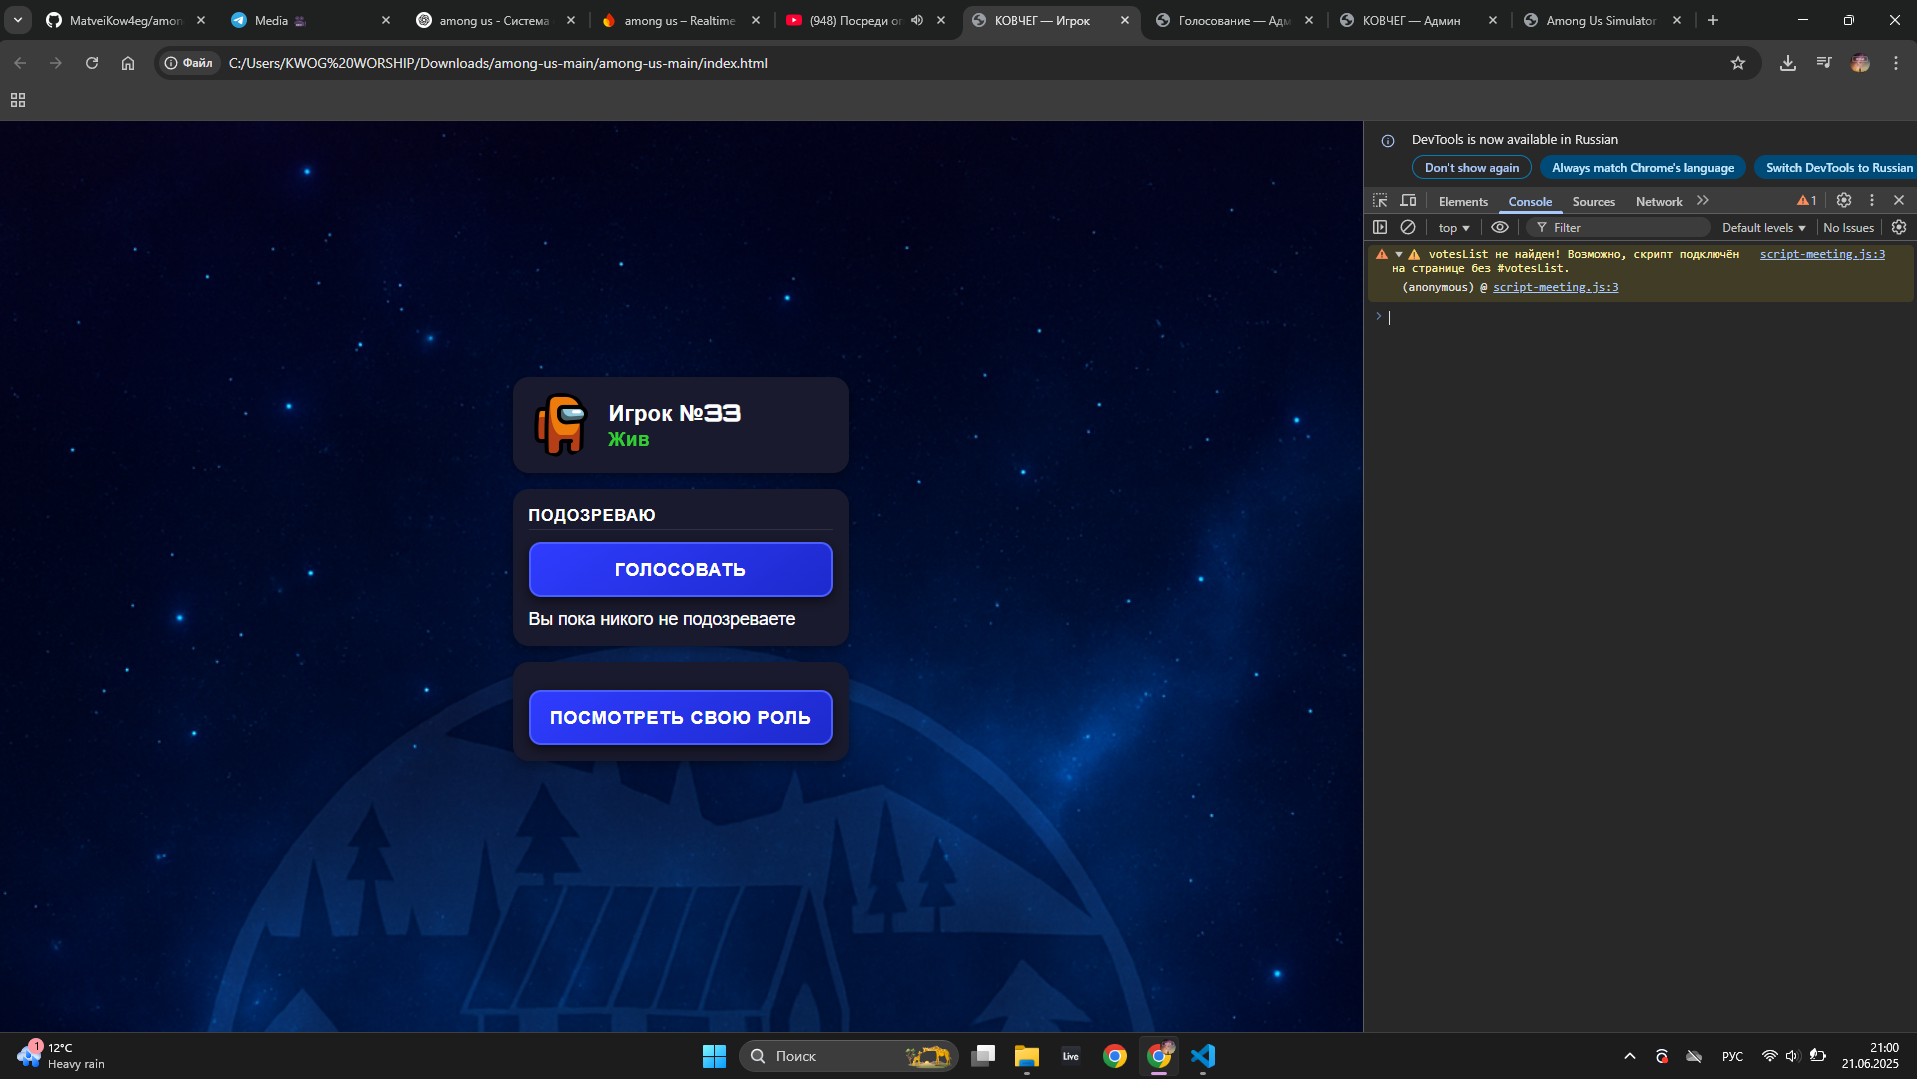 MatveiKow4eg/amon
Media
among us - Система
among us – Realtime
(948) Посреди оп
КОВЧЕГ — Игрок
Голосование — Адм
КОВЧЕГ — Админ
Among Us Simulator
Файл
C:/Users/KWOG%20WORSHIP/Downloads/among-us-main/among-us-main/index.html
DevTools is now available in Russian
Don't show again
Always match Chrome's language
Switch DevTools to Russian
Elements
Console
Sources
Network
1
top
Filter
Default levels
No Issues
votesList не найден! Возможно, скрипт подключён
на странице без #votesList.
script-meeting.js:3
(anonymous) @ script-meeting.js:3
Игрок №33
Жив
ПОДОЗРЕВАЮ
ГОЛОСОВАТЬ
Вы пока никого не подозреваете
ПОСМОТРЕТЬ СВОЮ РОЛЬ
1
12°C
Heavy rain
Поиск
Live
РУС
21:00
21.06.2025